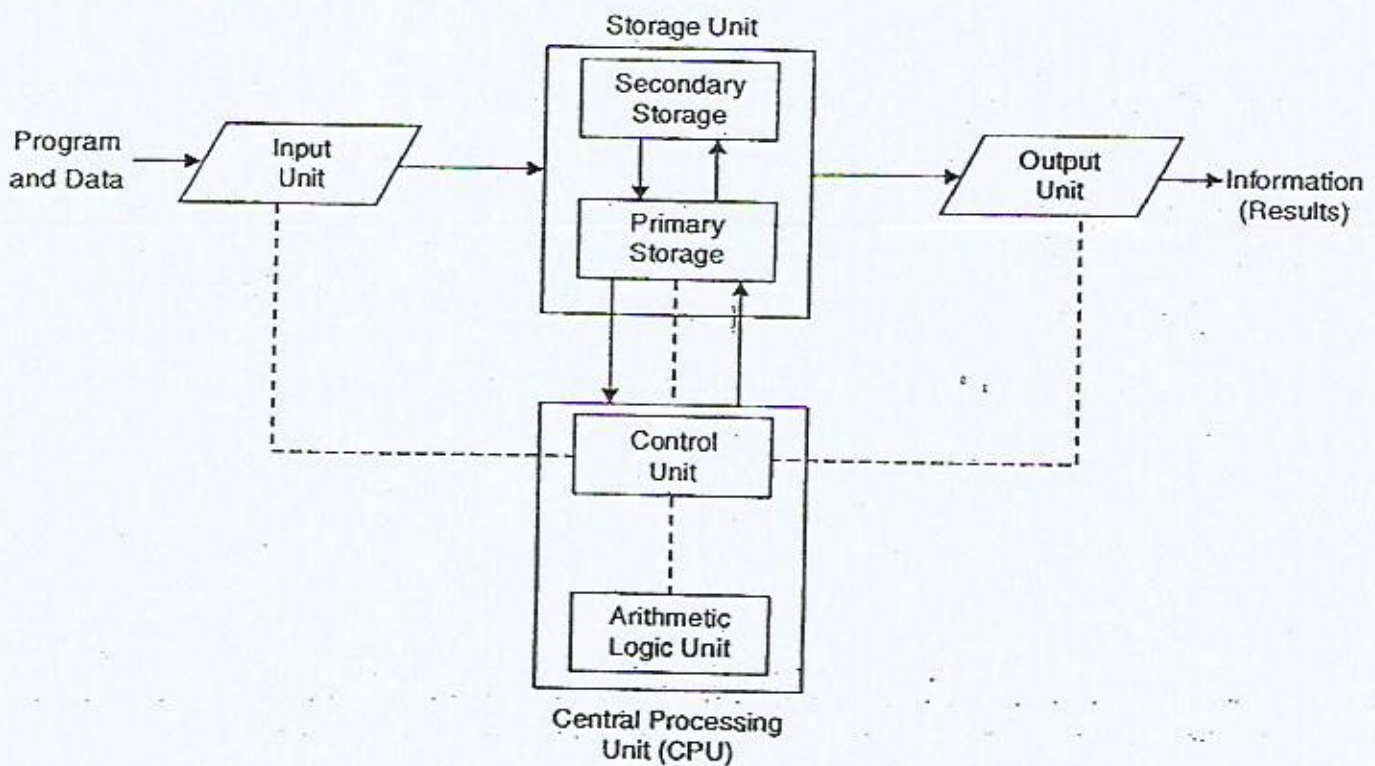 Storage Unit
Secondary
Storage
Program
and Data
Input
Unit
Output
Unit
Information
(Results)
Primary
Storage
Control
Unit
Arithmetic
Logic Unit
Central Processing
Unit (CPU)